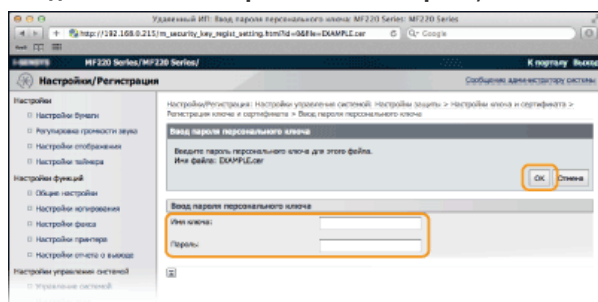 Удаленный ИП: Ввод пароля персонального ключа: MF220 Series: MF220 Series
http://192.168.0.215/m_security_key_regist_setting.html?id=0&File=EXAMPLE.cer
Google
MF220 Series/MF220 Series/
К порталу Выход
Настройки/Регистрация
Сообщение администратору системы
Настройки
Настройки бумаги
Регулировка громкости звука
Настройки отображения
Настройки таймера
Настройки функций
Общие настройки
Настройки копирования
Настройки факса
Настройки принтера
Настройки отчета о выводе
Настройки управления системой
Управление системой
Настройки/Регистрация: Настройки управления системой: Настройки защиты > Настройки ключа и сертификата >
Регистрация ключа и сертификата > Ввод пароля персонального ключа
Ввод пароля персонального ключа
Введите пароль персонального ключа для этого файла.
Имя файла: EXAMPLE.cer
OK
Отмена
Ввод пароля персонального ключа
Имя ключа:
Пароль: